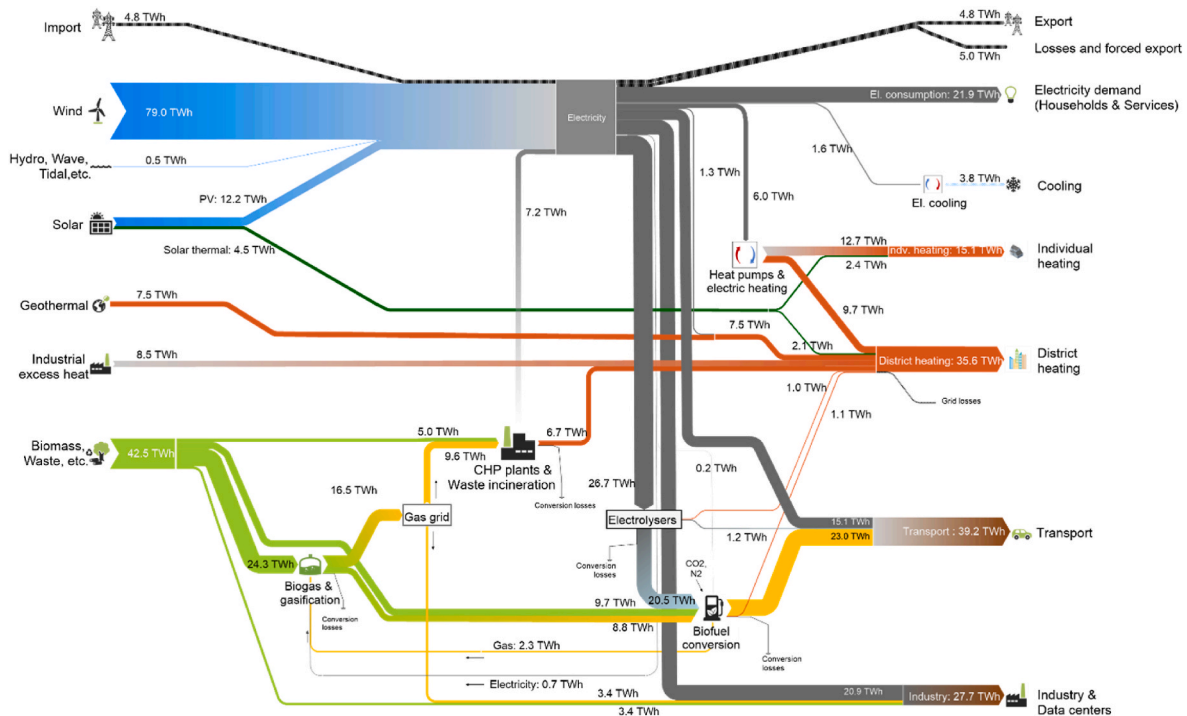 Import
4.8 TWh
4.8 TWh
Export
5.0 TWh
Losses and forced export
Wind
79.0 TWh
Electricity
El. consumption: 21.9 TWh
Electricity demand
(Households & Services)
Hydro, Wave,
Tidal,etc.
0.5 TWh
1.6 TWh
1.3 TWh
6.0 TWh
3.8 TWh
Cooling
El. cooling
PV: 12.2 TWh
7.2 TWh
Solar
Solar thermal: 4.5 TWh
12.7 TWh
Indv. heating: 15.1 TWh
2.4 TWh
Individual
heating
Heat pumps &
electric heating
Geothermal
7.5 TWh
9.7 TWh
7.5 TWh
2.1 TWh
Industrial
excess heat
8.5 TWh
District heating: 35.6 TWh
District
heating
1.0 TWh
1.1 TWh
Grid losses
Biomass,
Waste, etc.
42.5 TWh
5.0 TWh
9.6 TWh
6.7 TWh
CHP plants &
Waste incineration
0.2 TWh
26.7 TWh
16.5 TWh
Conversion losses
Gas grid
Electrolysers
15.1 TWh
23.0 TWh
Transport : 39.2 TWh
Transport
1.2 TWh
24.3 TWh
Conversion
losses
CO2,
N2
Biogas &
gasification
Conversion
losses
9.7 TWh
8.8 TWh
20.5 TWh
Biofuel
conversion
Gas: 2.3 TWh
Conversion
losses
Electricity: 0.7 TWh
3.4 TWh
3.4 TWh
20.9 TWh
Industry: 27.7 TWh
Industry &
Data centers